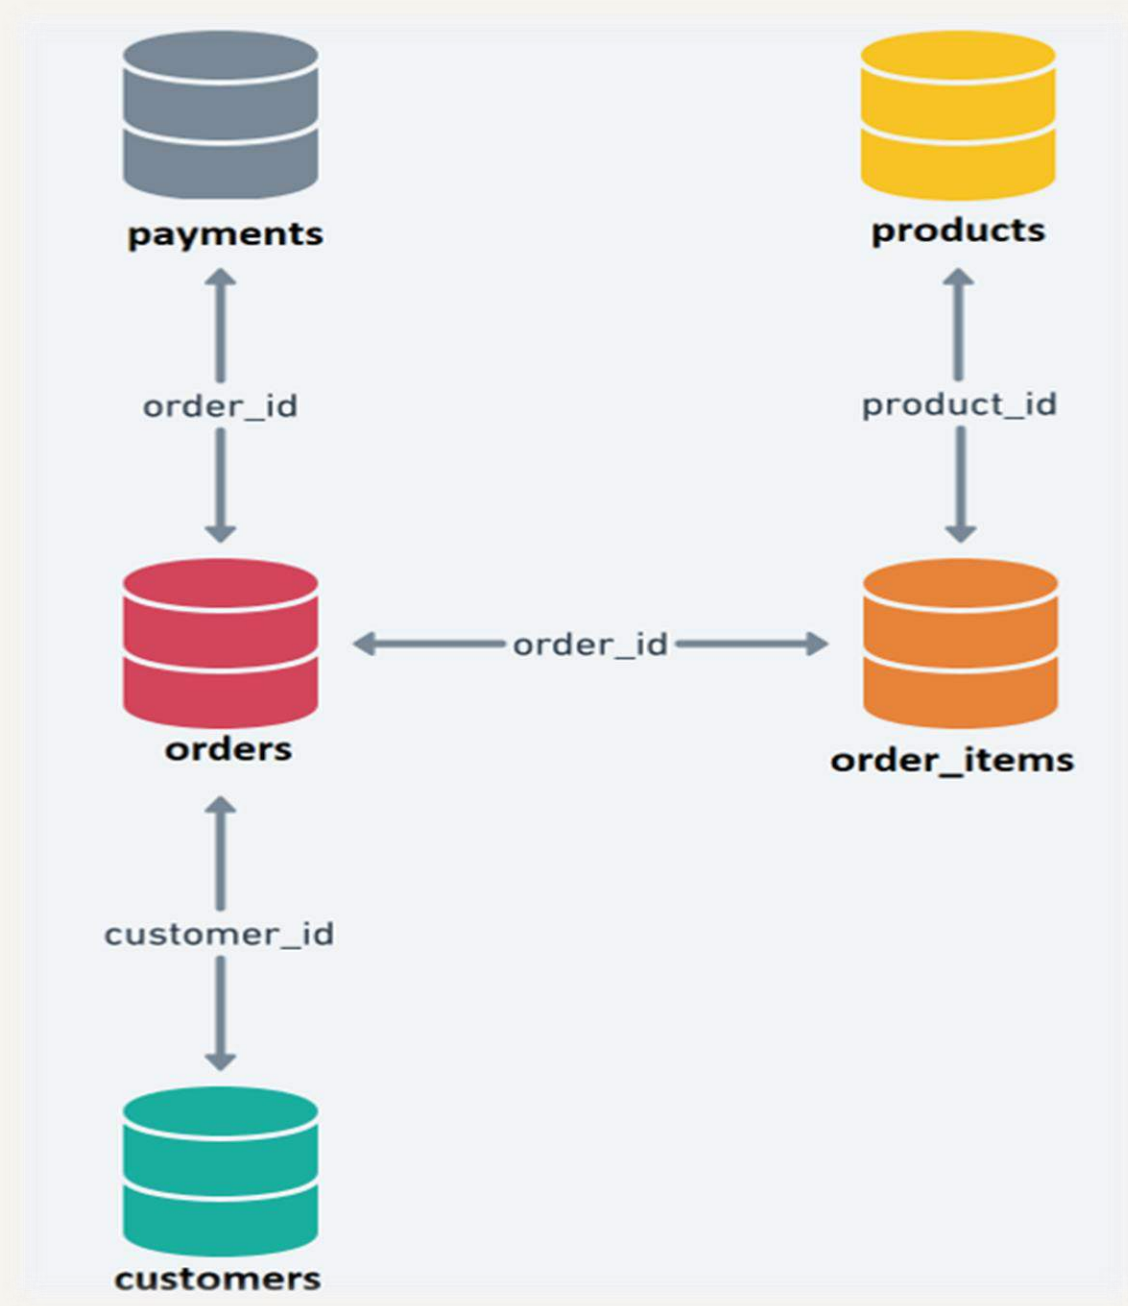 payments
products
order_id
product_id
order_id
orders
order_items
customer_id
customers